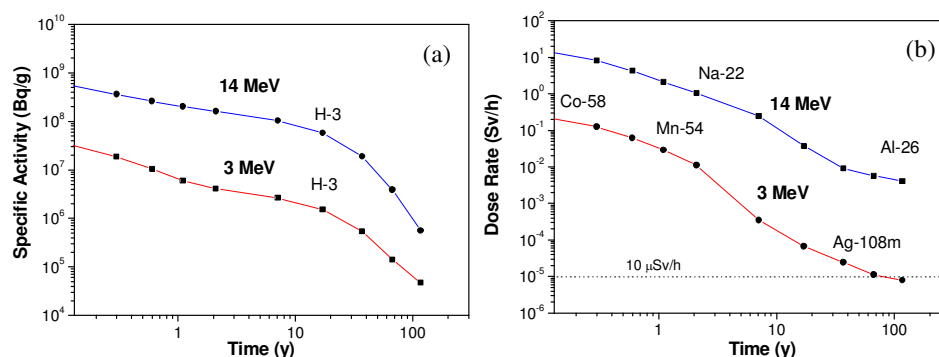 (a)
Specific Activity (Bq/g)
10^10
10^9
10^8
10^7
10^6
10^5
10^4
14 MeV
H-3
3 MeV
H-3
1
10
100
Time (y)
(b)
Dose Rate (Sv/h)
10^2
10^1
10^0
10^-1
10^-2
10^-3
10^-4
10^-5
10^-6
Na-22
Co-58
14 MeV
Mn-54
Al-26
3 MeV
Ag-108m
10 μSv/h
1
10
100
Time (y)